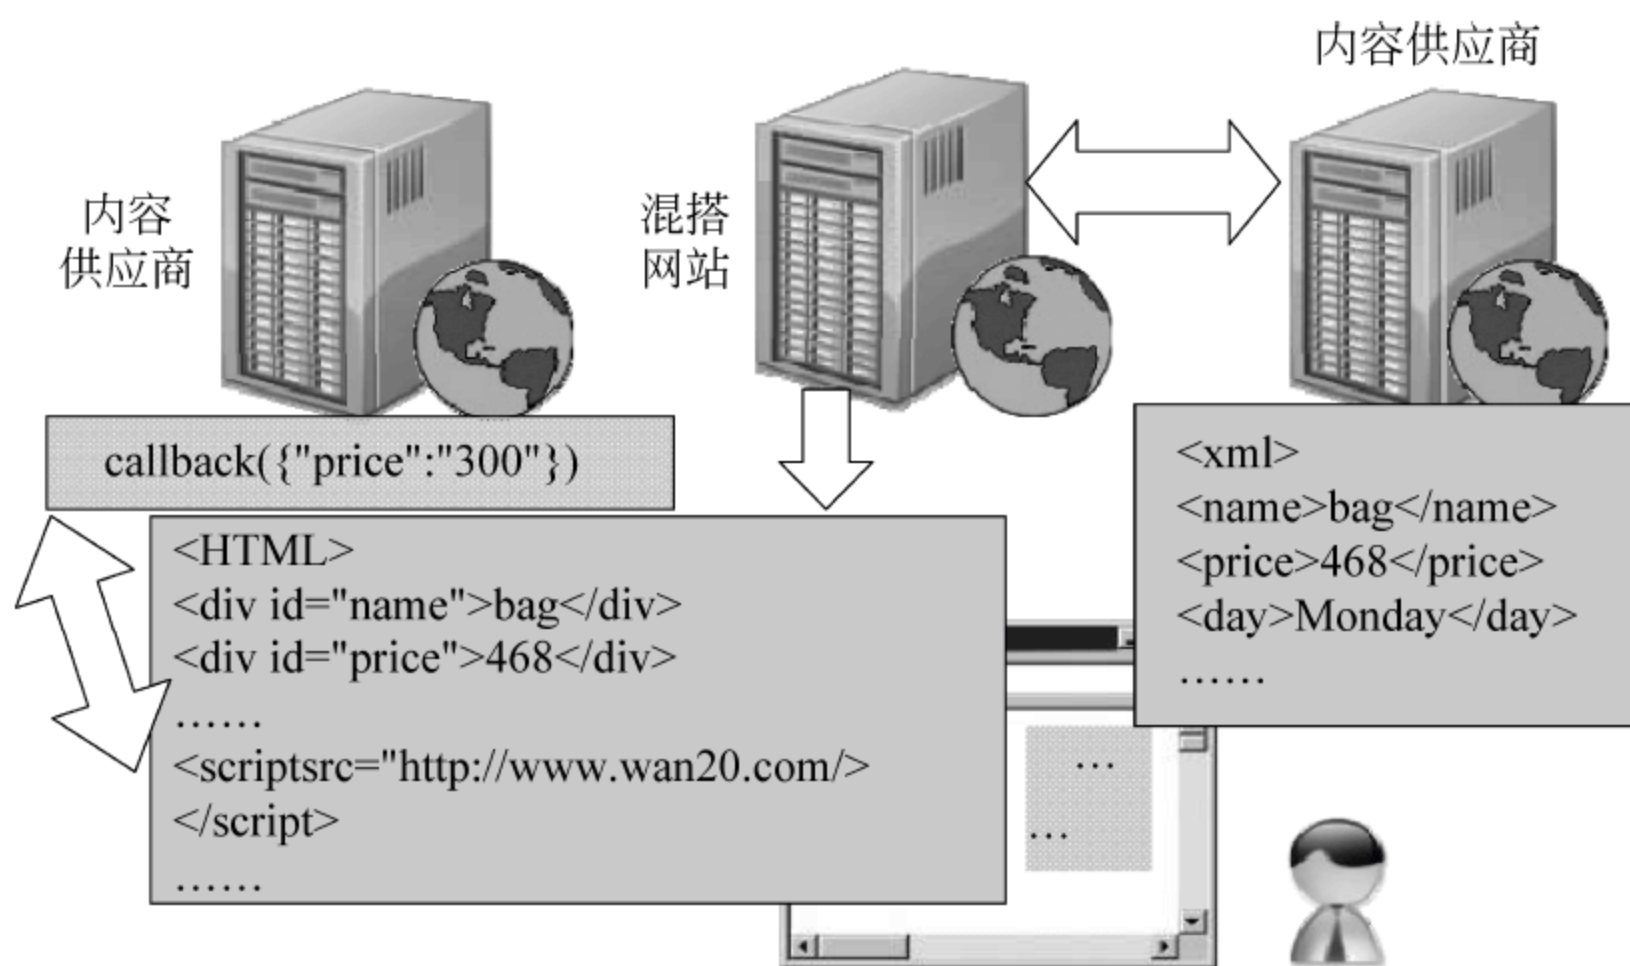 内容供应商
内容
供应商
混搭
网站
callback({"price":"300"})
<HTML>
<div id="name">bag</div>
<div id="price">468</div>
……
<scriptsrc="http://www.wan20.com/>
</script>
……
<xml>
<name>bag</name>
<price>468</price>
<day>Monday</day>
……
…
…